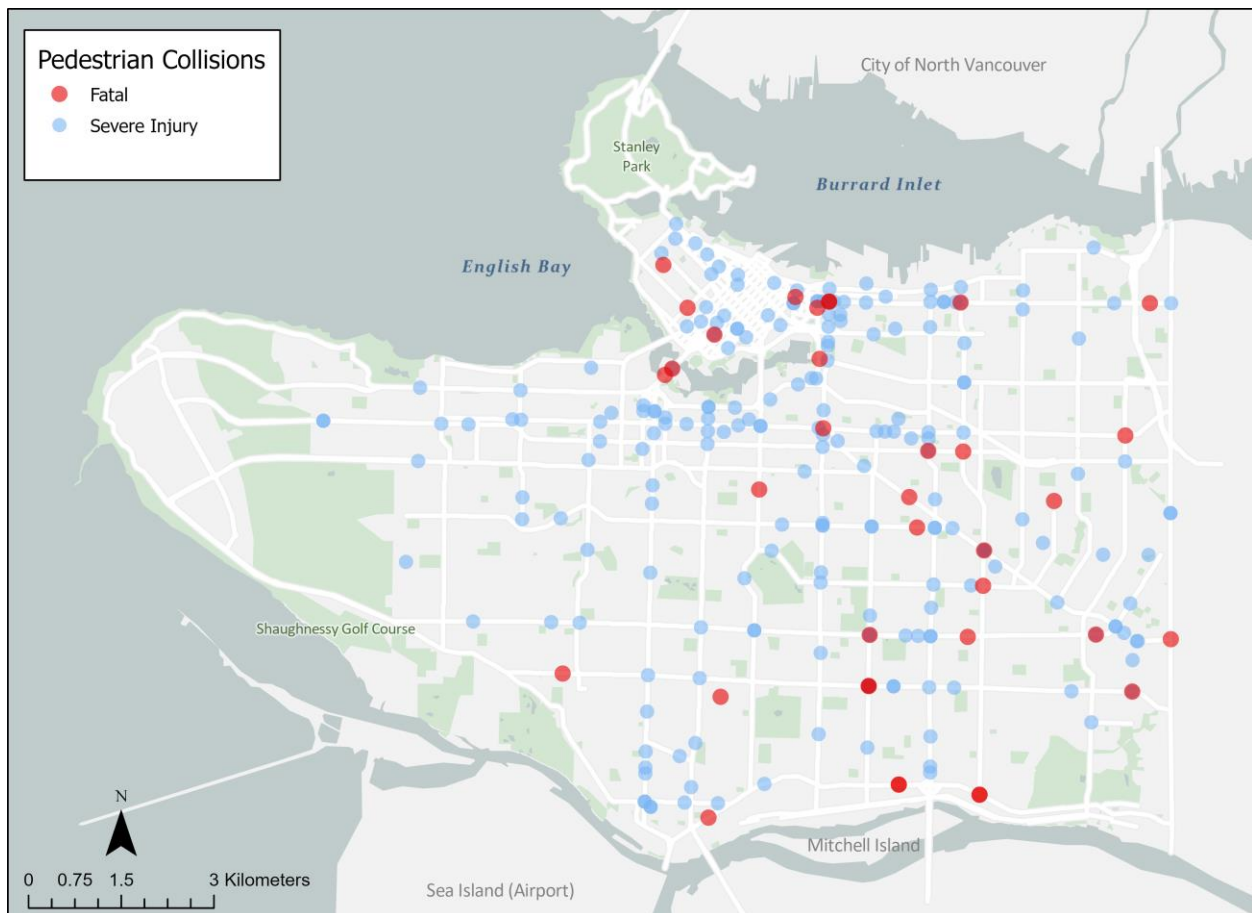 Pedestrian Collisions
Fatal
Severe Injury
City of North Vancouver
Stanley
Park
Burrard Inlet
English Bay
Shaughnessy Golf Course
N
Mitchell Island
0 0.75 1.5 3 Kilometers
Sea Island (Airport)